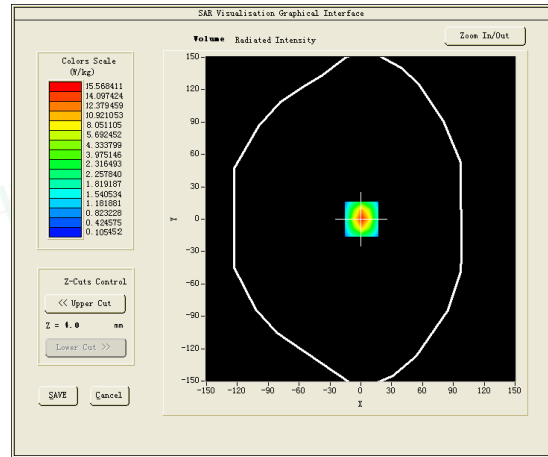 SAR Visualisation Graphical Interface
Volume Radiated Intensity
Zoom In/Out
Colors Scale
(W/kg)
15.568411
14.097424
12.379459
10.921053
8.051105
5.692452
4.333799
3.975146
2.316493
2.257840
1.819187
1.540534
1.181881
0.823228
0.424575
0.105452
Z-Cuts Control
<< Upper Cut
Z = 4.0 mm
Lower Cut >>
SAVE Cancel
150
120
90
60
30
0
-30
-60
-90
-120
-150
Y
-150 -120 -90 -60 -30 0 30 60 90 120 150
X